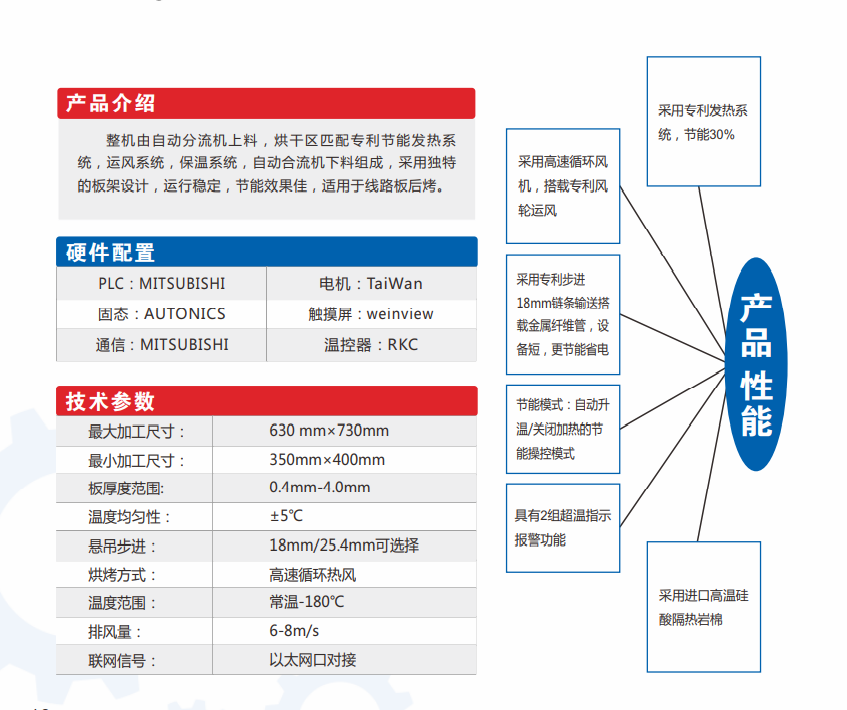 产品介绍
整机由自动分流机上料，烘干区匹配专利节能发热系
统，运风系统，保温系统，自动合流机下料组成，采用独特
的板架设计，运行稳定，节能效果佳，适用于线路板后烤。
硬件配置
PLC：MITSUBISHI 电机：TaiWan
固态：AUTONICS 触摸屏：weinview
通信：MITSUBISHI 温控器：RKC
技术参数
最大加工尺寸： 630 mm×730mm
最小加工尺寸： 350mm×400mm
板厚度范围: 0.4mm-4.0mm
温度均匀性： ±5℃
悬吊步进： 18mm/25.4mm可选择
烘烤方式： 高速循环热风
温度范围： 常温-180℃
排风量： 6-8m/s
联网信号： 以太网口对接
采用专利发热系
统，节能30%
采用高速循环风
机，搭载专利风
轮运风
采用专利步进
18mm链条输送搭
载金属纤维管，设
备短，更节能省电
节能模式：自动升
温/关闭加热的节
能操控模式
具有2组超温指示
报警功能
采用进口高温硅
酸隔热岩棉
产品性能